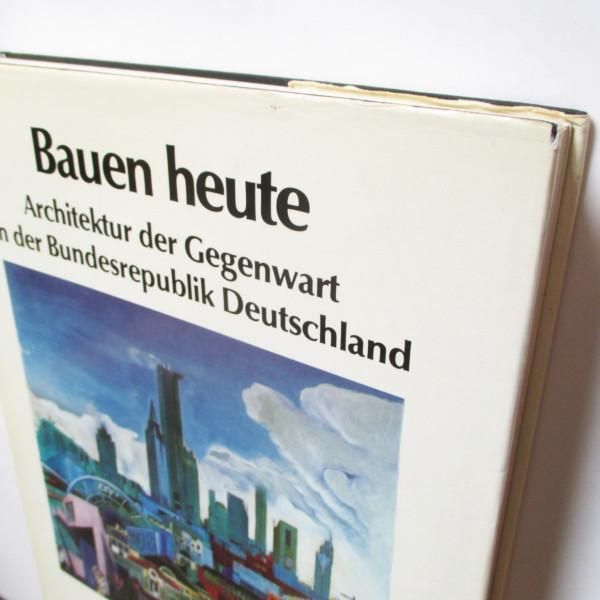 Bauen heute
Architektur der Gegenwart
n der Bundesrepublik Deutschland